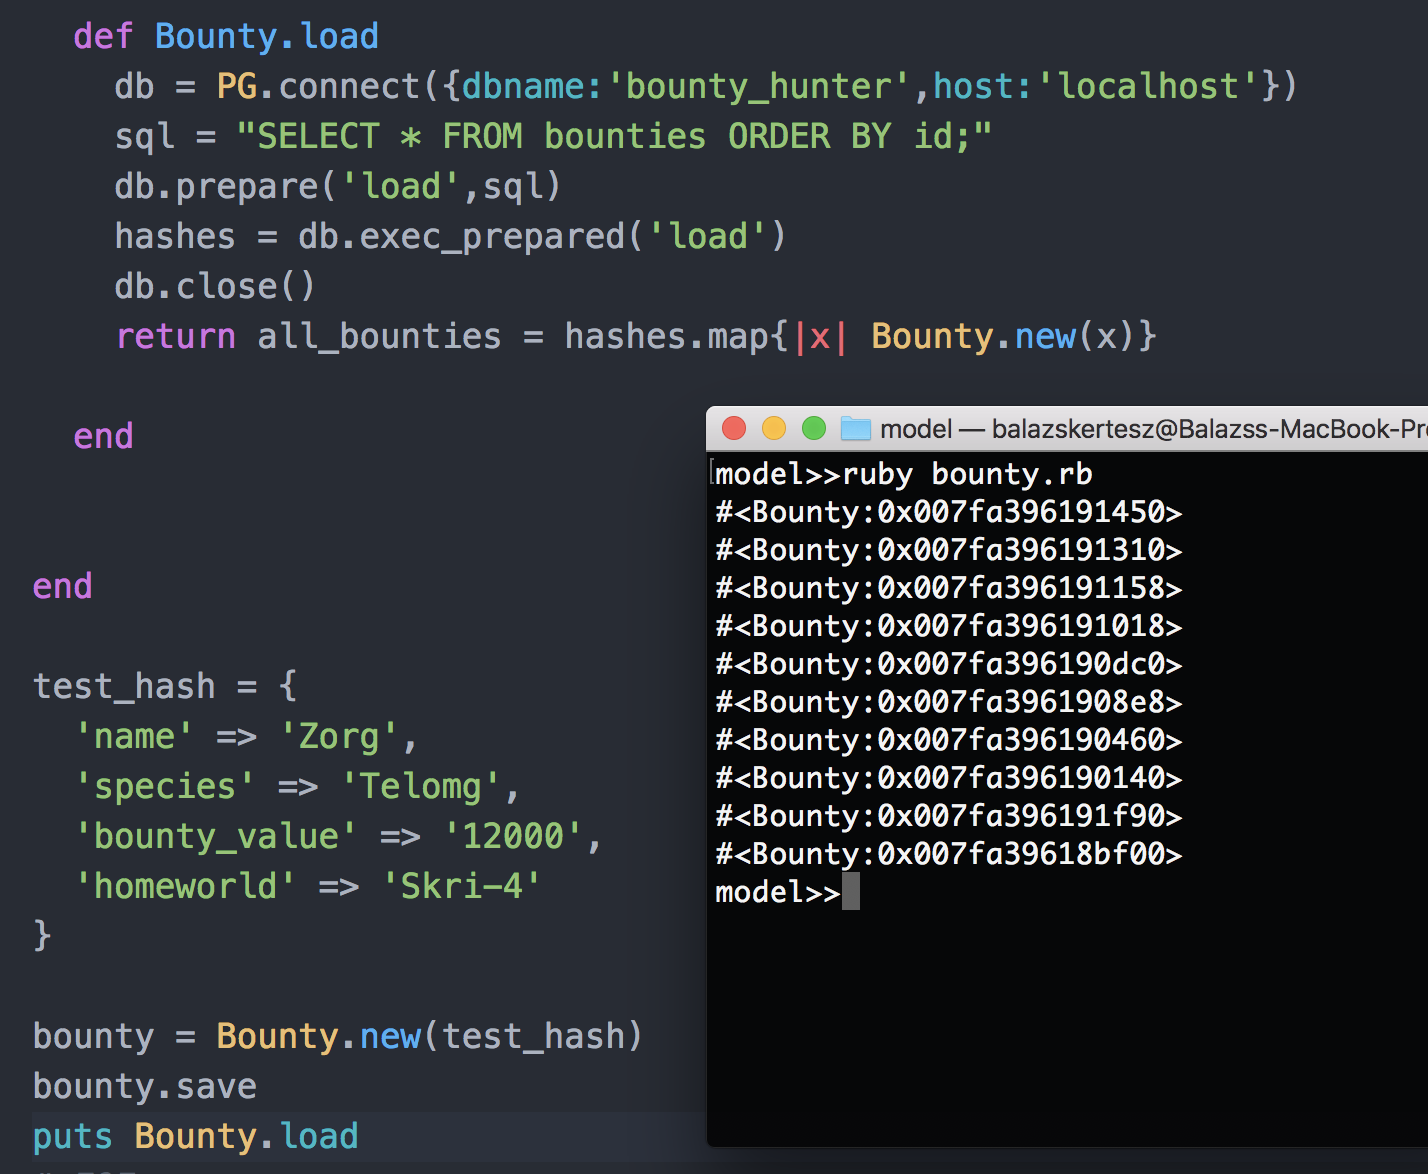 def Bounty.load
db = PG.connect({dbname:'bounty_hunter',host:'localhost'})
sql = "SELECT * FROM bounties ORDER BY id;"
db.prepare('load',sql)
hashes = db.exec_prepared('load')
db.close()
return all_bounties = hashes.map{|x| Bounty.new(x)}
end
end
test_hash = {
'name' => 'Zorg',
'species' => 'Telomg',
'bounty_value' => '12000',
'homeworld' => 'Skri-4'
}
bounty = Bounty.new(test_hash)
bounty.save
puts Bounty.load
model — balazskertesz@Balazss-MacBook-Pr
model>>ruby bounty.rb
#<Bounty:0x007fa396191450>
#<Bounty:0x007fa396191310>
#<Bounty:0x007fa396191158>
#<Bounty:0x007fa396191018>
#<Bounty:0x007fa396190dc0>
#<Bounty:0x007fa3961908e8>
#<Bounty:0x007fa396190460>
#<Bounty:0x007fa396190140>
#<Bounty:0x007fa396191f90>
#<Bounty:0x007fa39618bf00>
model>>